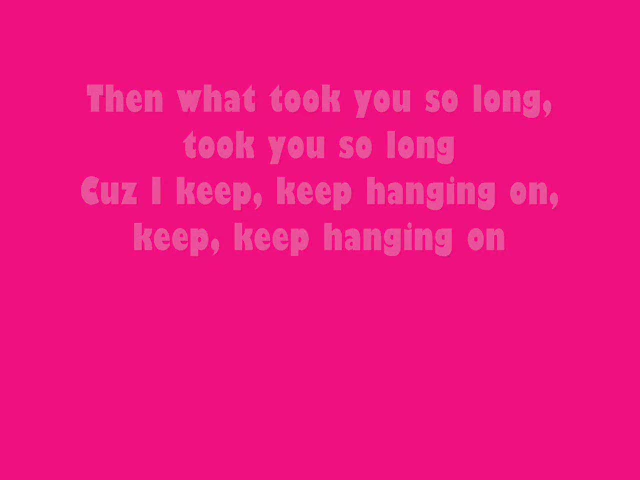 Then what took you so long,
took you so long
Cuz I keep, keep hanging on,
keep, keep hanging on